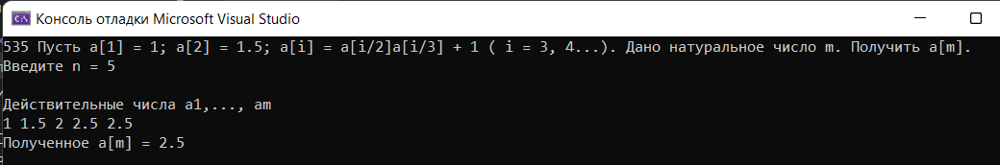 Консоль отладки Microsoft Visual Studio
535 Пусть a[1] = 1; a[2] = 1.5; a[i] = a[i/2]a[i/3] + 1 ( i = 3, 4...). Дано натуральное число m. Получить a[m].
Введите n = 5
Действительные числа a1,..., am
1 1.5 2 2.5 2.5
Полученное a[m] = 2.5